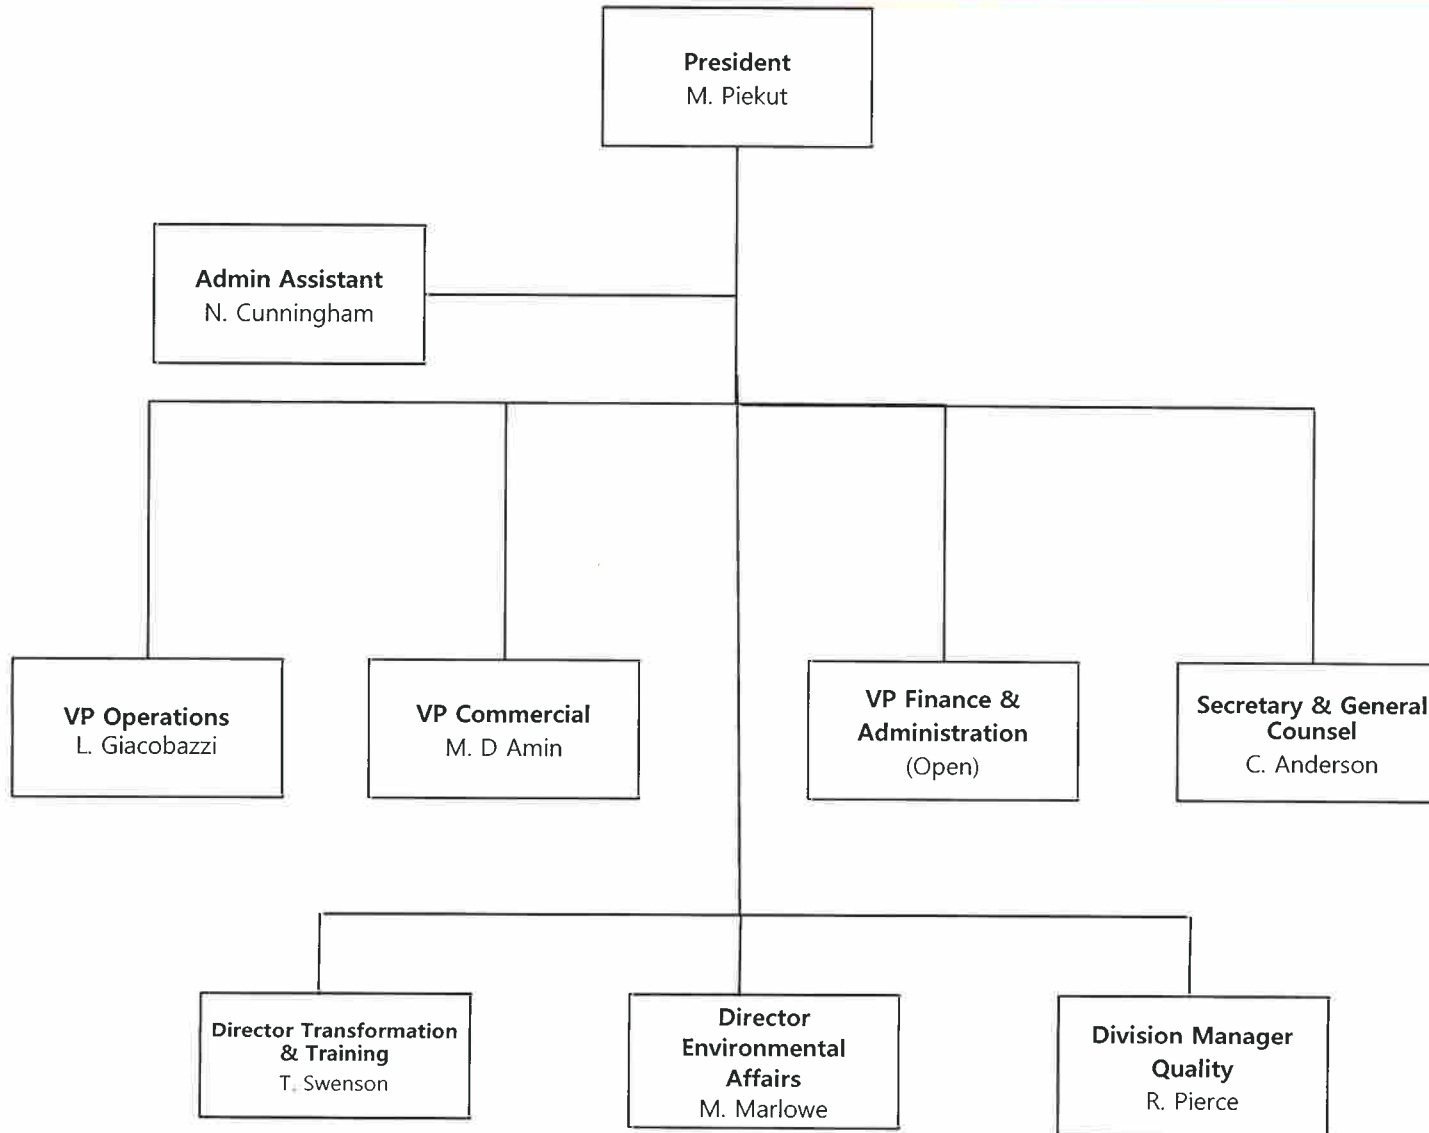 President
M. Piekut
Admin Assistant
N. Cunningham
VP Operations
L. Giacobazzi
VP Commercial
M. D Amin
VP Finance &
Administration
(Open)
Secretary & General
Counsel
C. Anderson
Director Transformation
& Training
T. Swenson
Director
Environmental
Affairs
M. Marlowe
Division Manager
Quality
R. Pierce